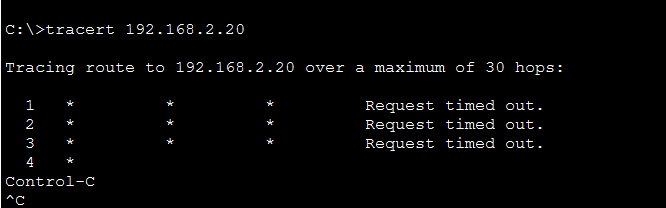 C:\>tracert 192.168.2.20
Tracing route to 192.168.2.20 over a maximum of 30 hops:
1 * * * Request timed out.
2 * * * Request timed out.
3 * * * Request timed out.
4 *
Control-C
^C